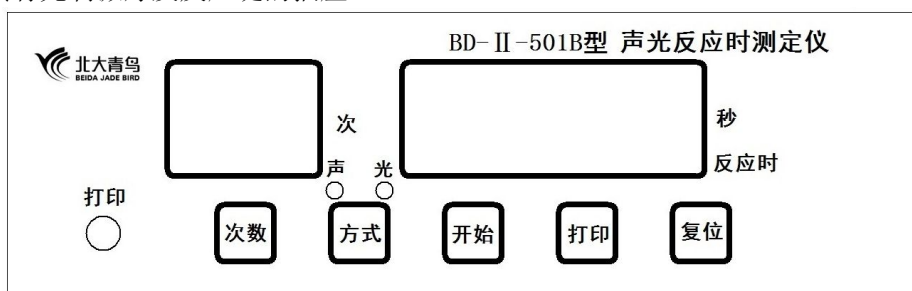 BD-Ⅱ-501B型 声光反应时测定仪
北大青鸟
BEIDA JADE BIRD
次
秒
声 光
反应时
打印
次数 方式 开始 打印 复位